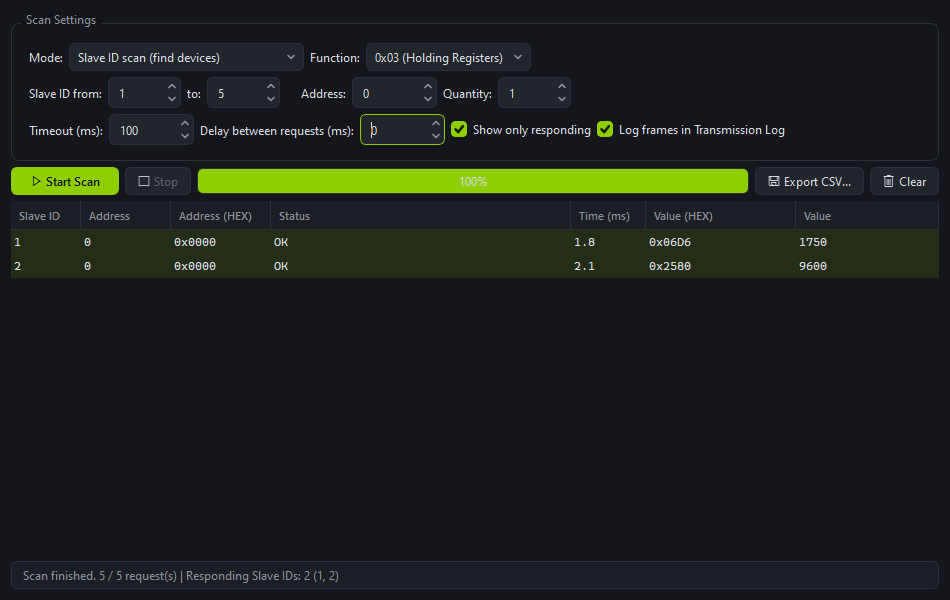 Scan Settings
Mode: Slave ID scan (find devices) Function: 0x03 (Holding Registers)
Slave ID from: 1 to: 5 Address: 0 Quantity: 1
Timeout (ms): 100 Delay between requests (ms): 0 Show only responding Log frames in Transmission Log
Start Scan Stop 100% Export CSV... Clear
Slave ID Address Address (HEX) Status Time (ms) Value (HEX) Value
1 0 0x0000 OK 1.8 0x06D6 1750
2 0 0x0000 OK 2.1 0x2580 9600
Scan finished. 5 / 5 request(s) | Responding Slave IDs: 2 (1, 2)